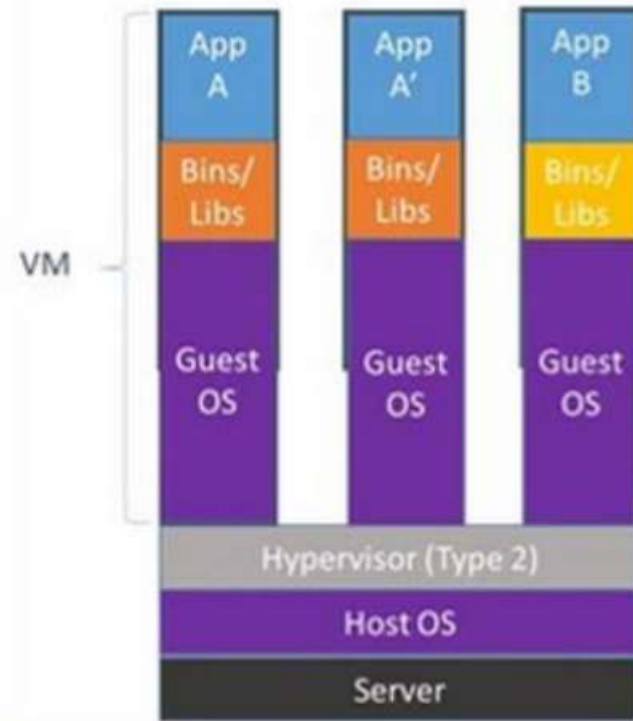 App
A
App
A'
App
B
Bins/
Libs
Bins/
Libs
Bins/
Libs
VM
Guest
OS
Guest
OS
Guest
OS
Hypervisor (Type 2)
Host OS
Server